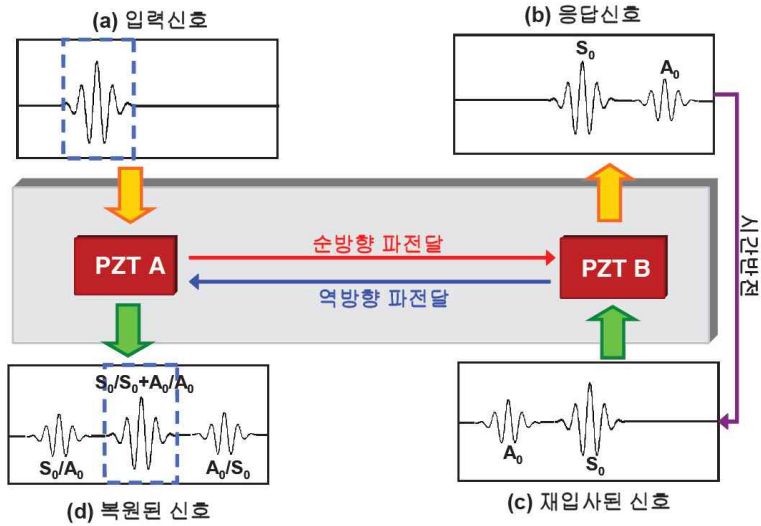 (a) 입력신호
(b) 응답신호
S₀
A₀
순방향 파전달
PZT A
PZT B
역방향 파전달
시간반전
S₀/S₀+A₀/A₀
S₀/A₀
A₀/S₀
A₀
S₀
(d) 복원된 신호
(c) 재입사된 신호